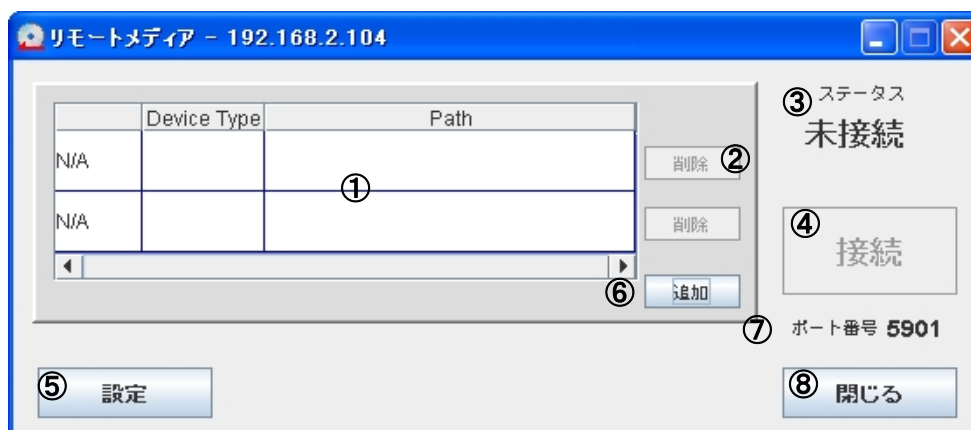 リモートメディア - 192.168.2.104
Device Type Path
N/A
N/A
①
削除 ②
削除
⑥ 追加
③ ステータス
未接続
④ 接続
⑦ ポート番号 5901
⑤ 設定
⑧ 閉じる